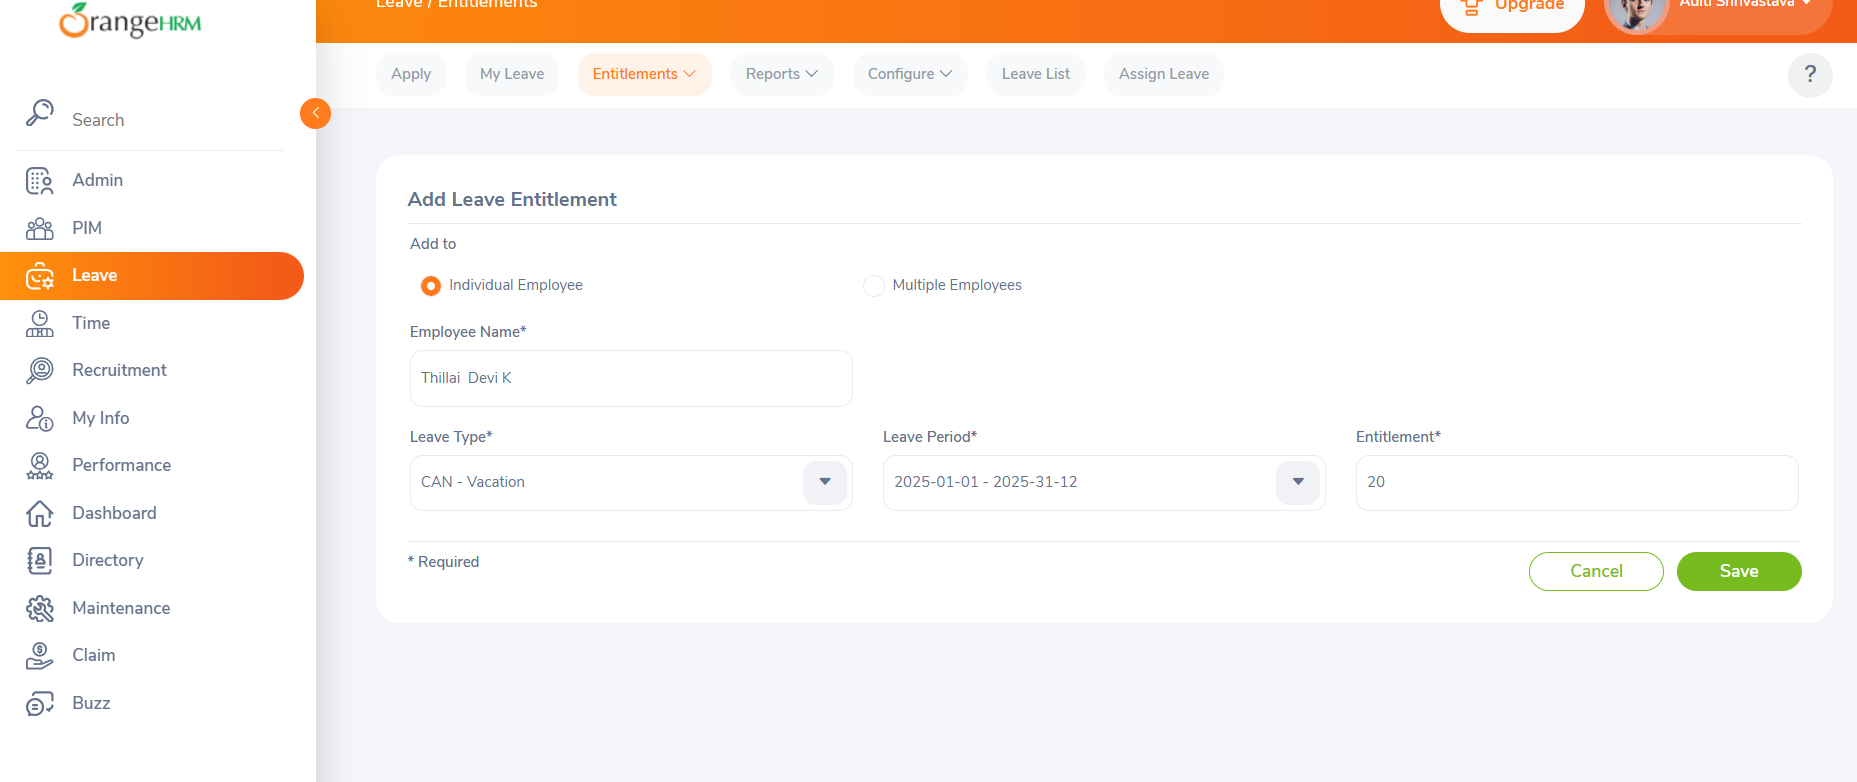 OrangeHRM
Leave / Entitlements
Upgrade
Aditi Shrivastava
Search
Admin
PIM
Leave
Time
Recruitment
My Info
Performance
Dashboard
Directory
Maintenance
Claim
Buzz
Apply
My Leave
Entitlements
Reports
Configure
Leave List
Assign Leave
?
Add Leave Entitlement
Add to
Individual Employee
Multiple Employees
Employee Name*
Thillai  Devi K
Leave Type*
Leave Period*
Entitlement*
CAN - Vacation
2025-01-01 - 2025-31-12
20
* Required
Cancel
Save